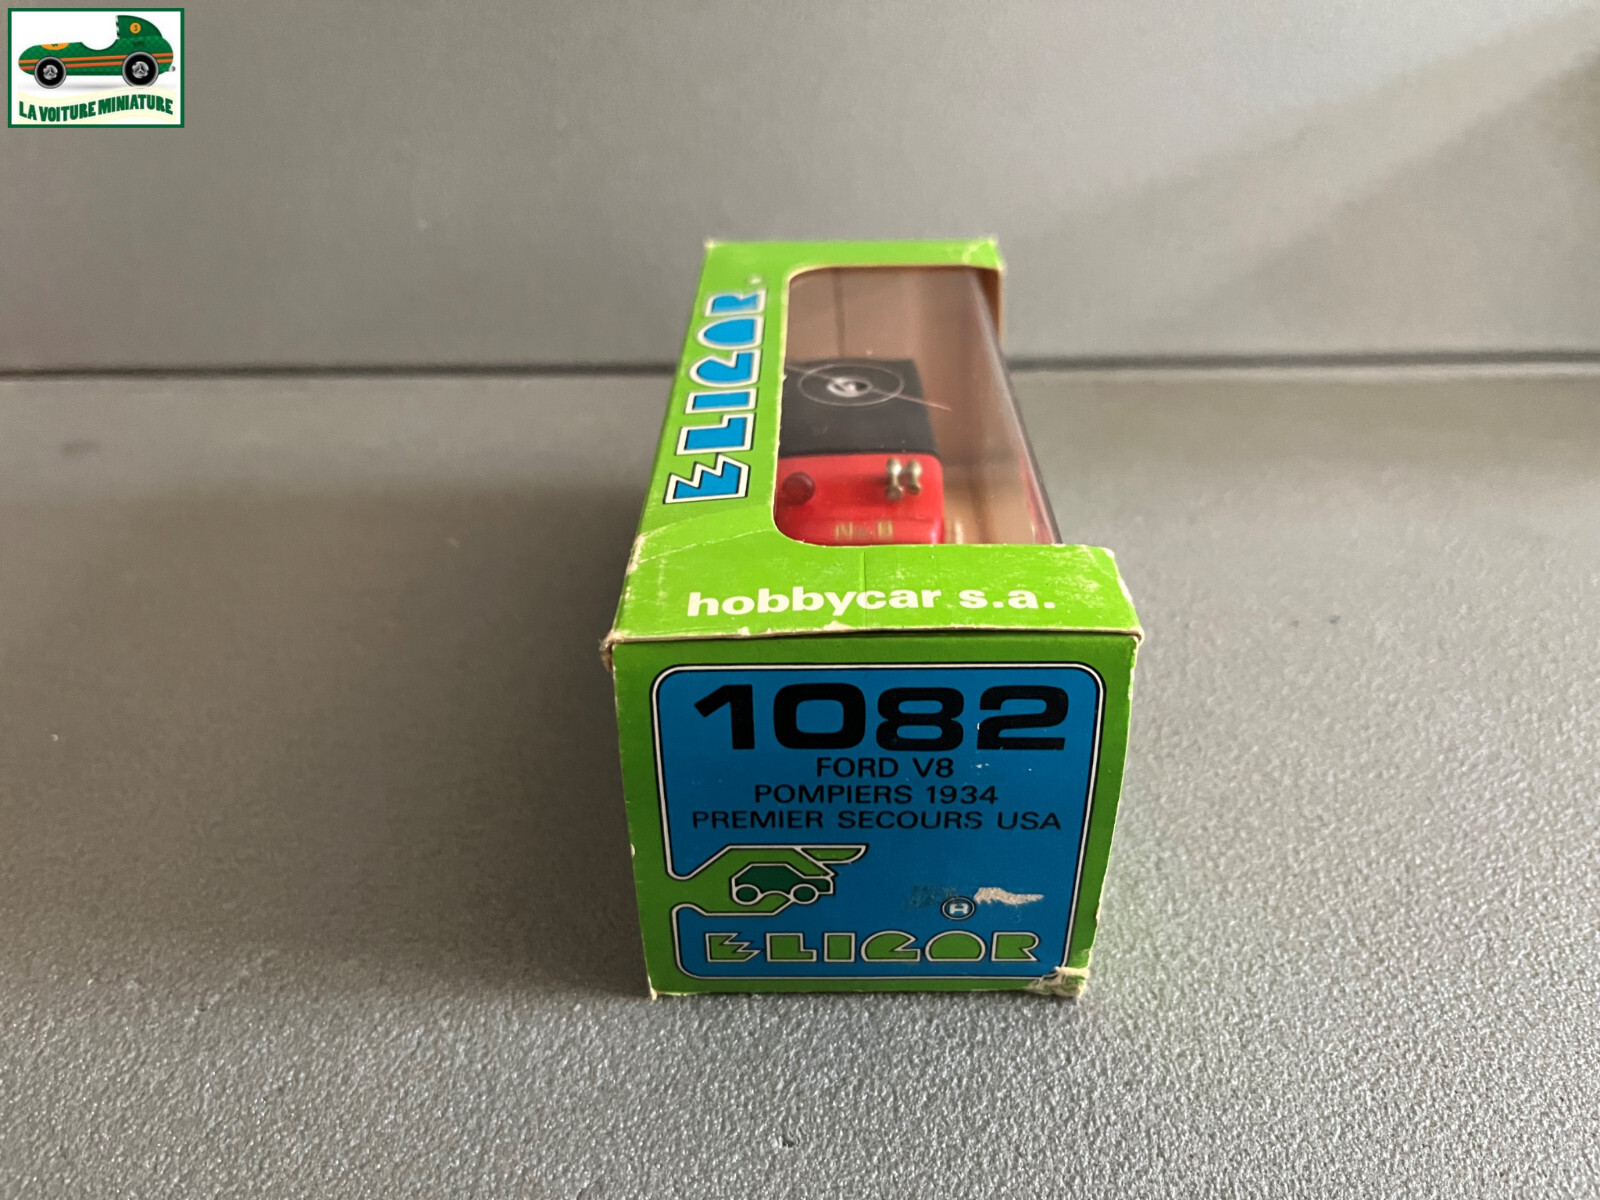 LA VOITURE MINIATURE
ELIGOR
hobbycar s.a.
1082
FORD V8
POMPIERS 1934
PREMIER SECOURS USA
ELIGOR